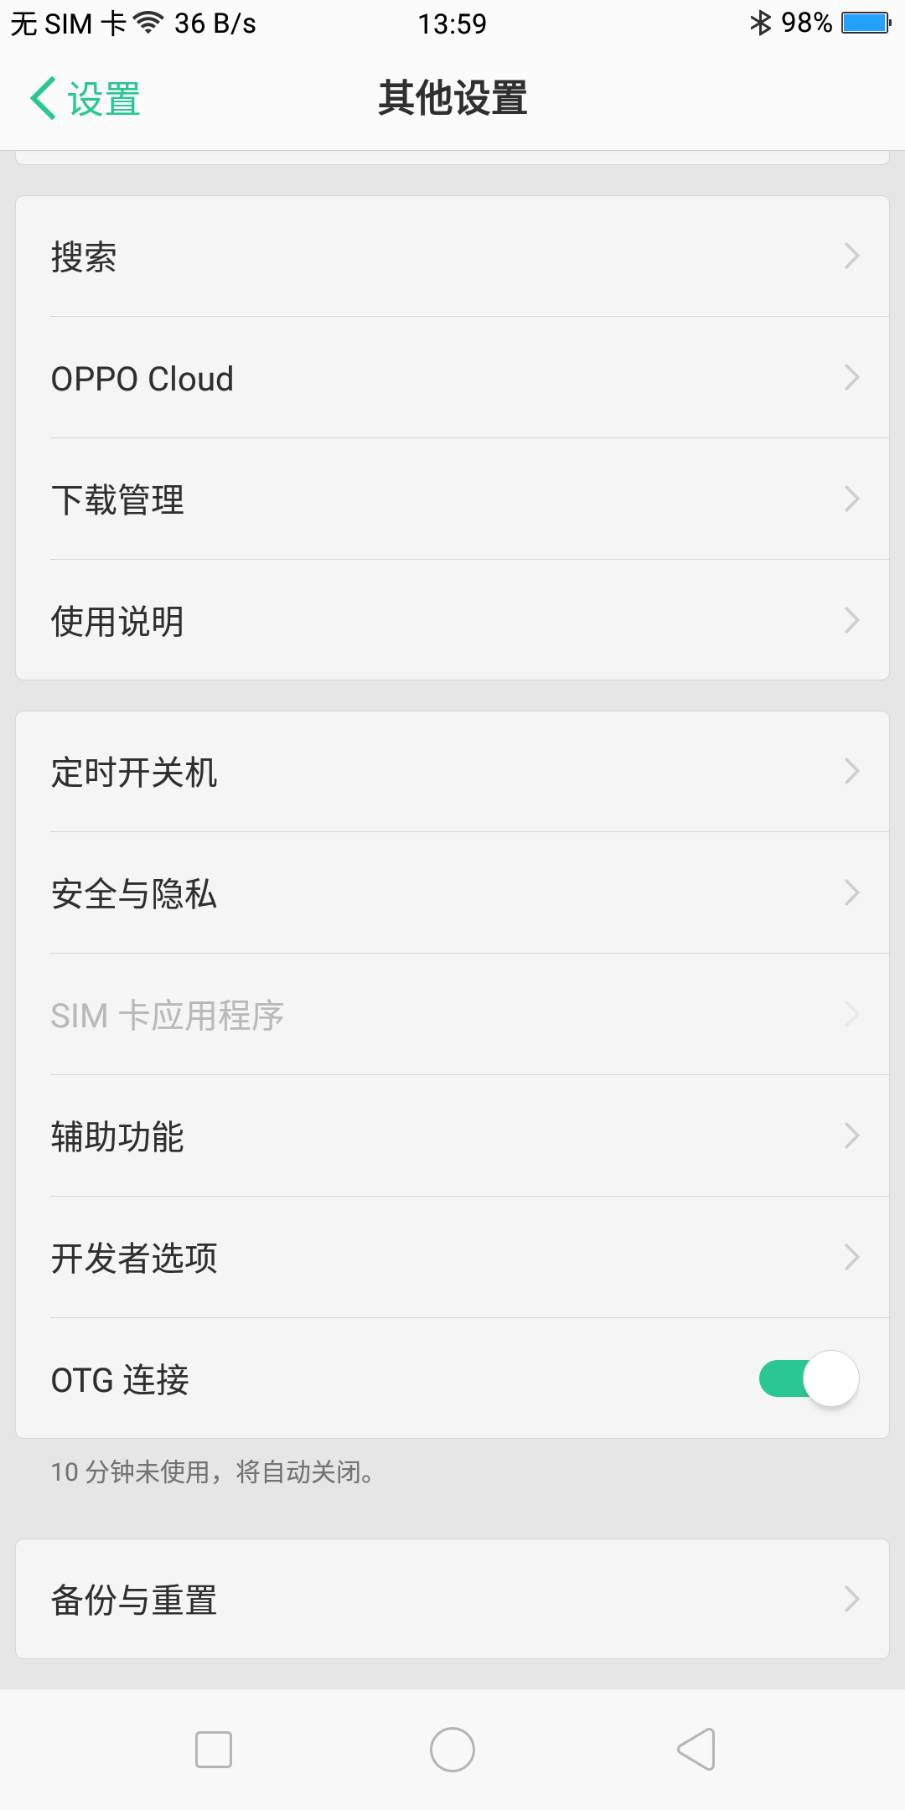 无 SIM 卡 36 B/s 13:59 98%
设置 其他设置
搜索
OPPO Cloud
下载管理
使用说明
定时开关机
安全与隐私
SIM 卡应用程序
辅助功能
开发者选项
OTG 连接
10 分钟未使用，将自动关闭。
备份与重置